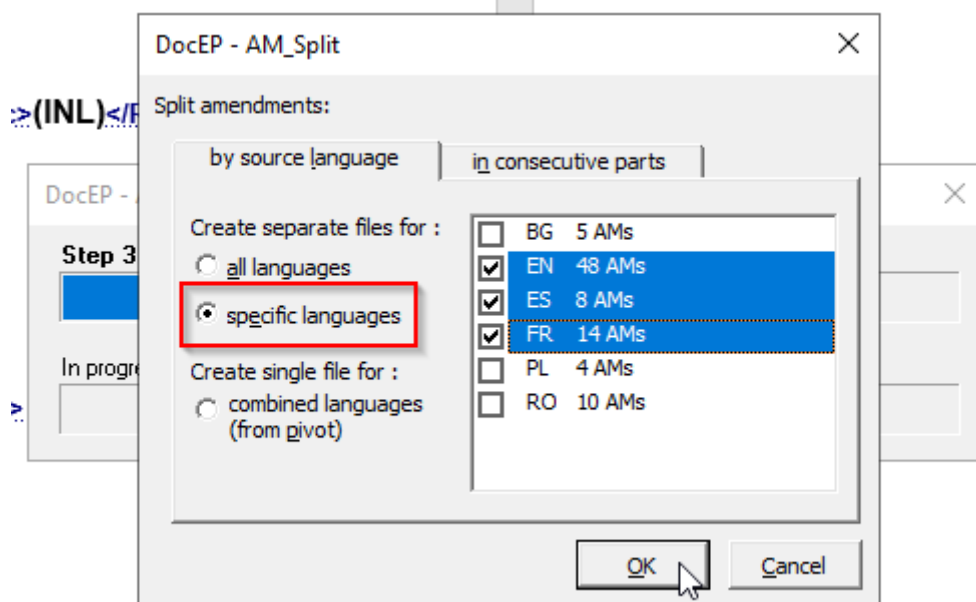 DocEP - AM_Split
Split amendments:
>(INL)</
by source language
in consecutive parts
DocEP -
Create separate files for :
Step 3
all languages
specific languages
In progre
Create single file for :
combined languages
(from pivot)
>
BG 5 AMs
EN 48 AMs
ES 8 AMs
FR 14 AMs
PL 4 AMs
RO 10 AMs
OK
Cancel